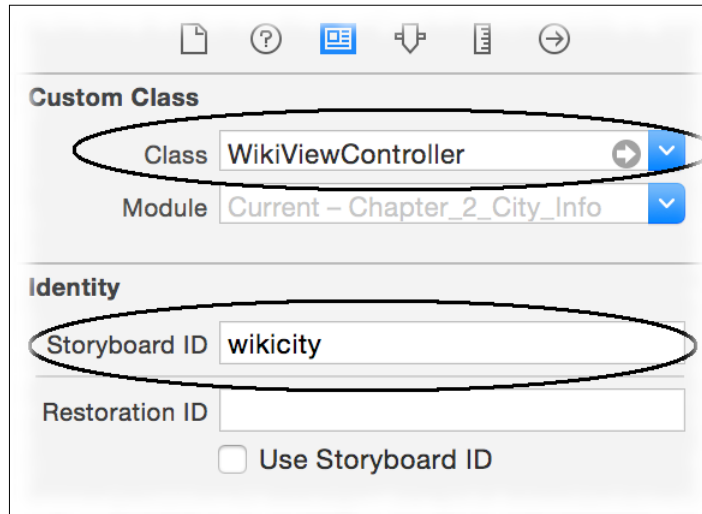 Custom Class
Class WikiViewController
Module Current – Chapter_2_City_Info
Identity
Storyboard ID wikicity
Restoration ID
Use Storyboard ID